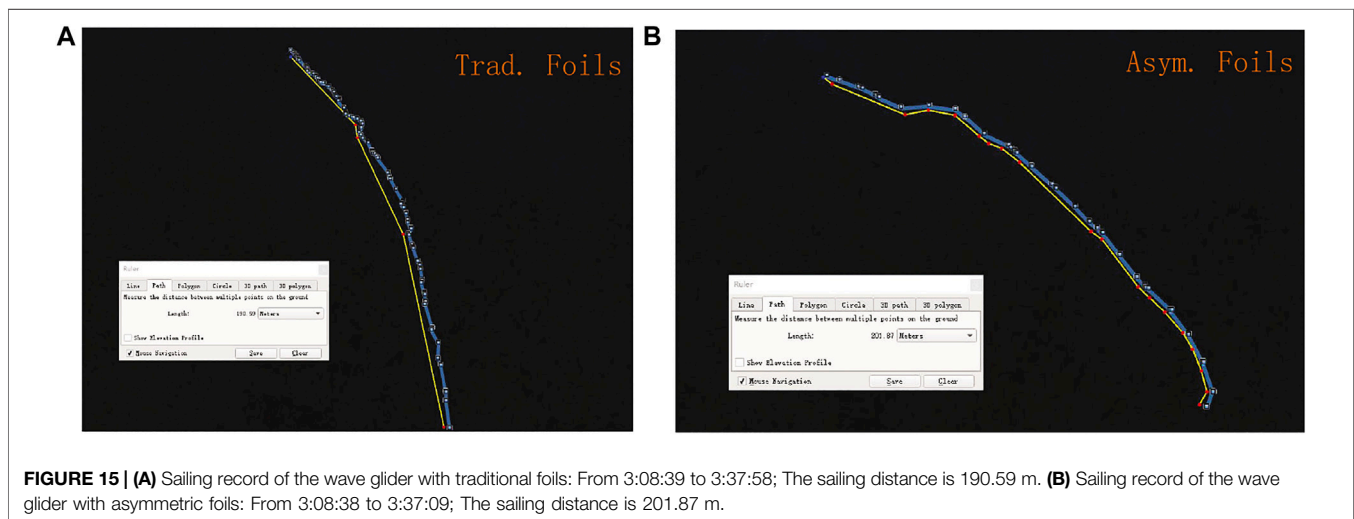 A
Trad. Foils
Ruler
Line Path Polygon Circle 3D path 3D polygon
Measure the distance between multiple points on the ground
Length: 190.59 Meters
Show Elevation Profile
Mouse Navigation Save Clear
B
Asym. Foils
Ruler
Line Path Polygon Circle 3D path 3D polygon
Measure the distance between multiple points on the ground
Length: 201.87 Meters
Show Elevation Profile
Mouse Navigation Save Clear
FIGURE 15 | (A) Sailing record of the wave glider with traditional foils: From 3:08:39 to 3:37:58; The sailing distance is 190.59 m. (B) Sailing record of the wave
glider with asymmetric foils: From 3:08:38 to 3:37:09; The sailing distance is 201.87 m.